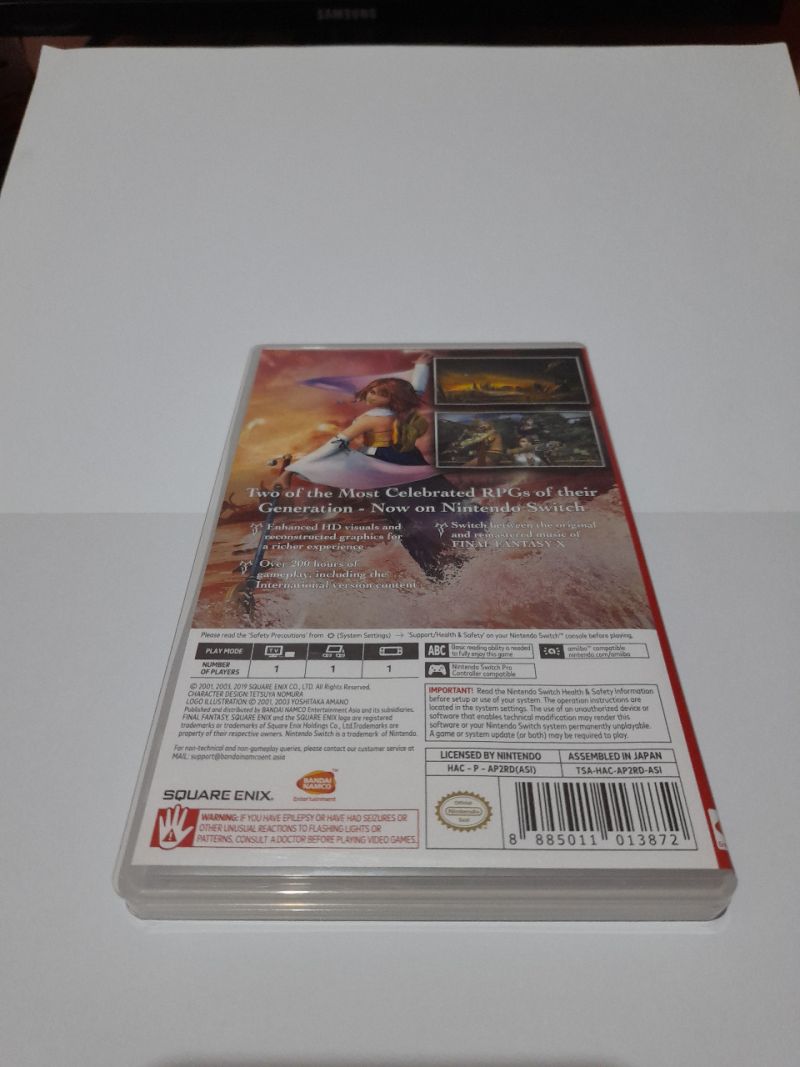 SAMSUNG
Two of the Most Celebrated RPGs of their
Generation - Now on Nintendo Switch
Enhanced HD visuals and
reconstructed graphics for
a richer experience
Over 200 hours of
gameplay, including the
International version content
Switch between the original
and remastered music of
FINAL FANTASY X
Please read the 'Safety Precautions' from (System Settings) → 'Support/Health & Safety' on your Nintendo Switch™ console before playing.
PLAY MODE TV
NUMBER
OF PLAYERS 1 1 1
ABC Basic reading ability is needed
to fully enjoy this game
amiibo™ compatible
nintendo.com/amiibo
Nintendo Switch Pro
Controller compatible
© 2001, 2003, 2019 SQUARE ENIX CO., LTD. All Rights Reserved.
CHARACTER DESIGN: TETSUYA NOMURA
LOGO ILLUSTRATION: © 2001, 2003 YOSHITAKA AMANO
Published and distributed by BANDAI NAMCO Entertainment Asia and its subsidiaries.
FINAL FANTASY, SQUARE ENIX and the SQUARE ENIX logo are registered
trademarks or trademarks of Square Enix Holdings Co., Ltd.Trademarks are
property of their respective owners. Nintendo Switch is a trademark of Nintendo.
For non-technical and non-gameplay queries, please contact our customer service at
MAIL: support@bandainamcoent.asia
IMPORTANT! Read the Nintendo Switch Health & Safety Information
before setup or use of your system. The operation instructions are
located in the system settings. The use of an unauthorized device or
software that enables technical modification may render this
software or your Nintendo Switch system permanently unplayable.
A game or system update (or both) may be required to play.
LICENSED BY NINTENDO
ASSEMBLED IN JAPAN
HAC - P - AP2RD(ASI)
TSA-HAC-AP2RD-ASI
SQUARE ENIX.
BANDAI
NAMCO
Entertainment
™
WARNING: IF YOU HAVE EPILEPSY OR HAVE HAD SEIZURES OR
OTHER UNUSUAL REACTIONS TO FLASHING LIGHTS OR
PATTERNS, CONSULT A DOCTOR BEFORE PLAYING VIDEO GAMES.
Official
Nintendo
Seal
8 885011 013872